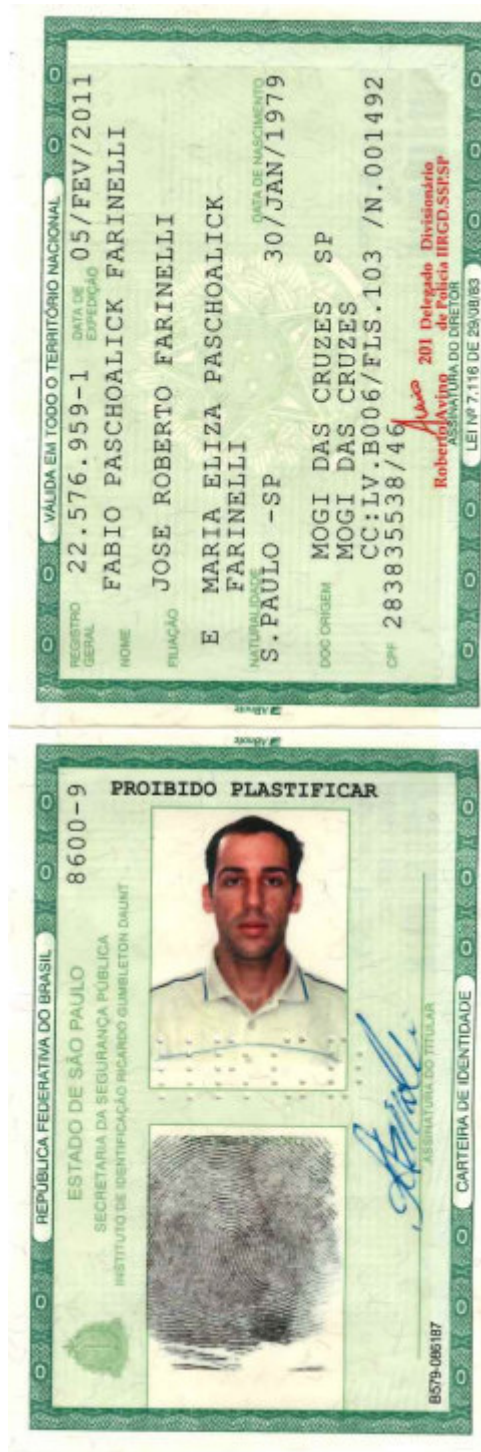 VÁLIDA EM TODO O TERRITÓRIO NACIONAL
REGISTRO GERAL 22.576.959-1 DATA DE EXPEDIÇÃO 05/FEV/2011
NOME FABIO PASCHOALICK FARINELLI
FILIAÇÃO JOSE ROBERTO FARINELLI
E MARIA ELIZA PASCHOALICK
FARINELLI
NATURALIDADE DATA DE NASCIMENTO
S.PAULO -SP 30/JAN/1979
DOC ORIGEM MOGI DAS CRUZES SP
MOGI DAS CRUZES
CC:LV.B006/FLS.103 /N.001492
CPF 283835538/46
201 Delegado Divisionário
Roberto Avino de Polícia IIRGD.SSP.SP
ASSINATURA DO DIRETOR
LEI Nº 7.116 DE 29/08/83
REPÚBLICA FEDERATIVA DO BRASIL
ESTADO DE SÃO PAULO 8600-9
SECRETARIA DA SEGURANÇA PÚBLICA
INSTITUTO DE IDENTIFICAÇÃO RICARDO GUMBLETON DAUNT
PROIBIDO PLASTIFICAR
ASSINATURA DO TITULAR
B579-086187
CARTEIRA DE IDENTIDADE